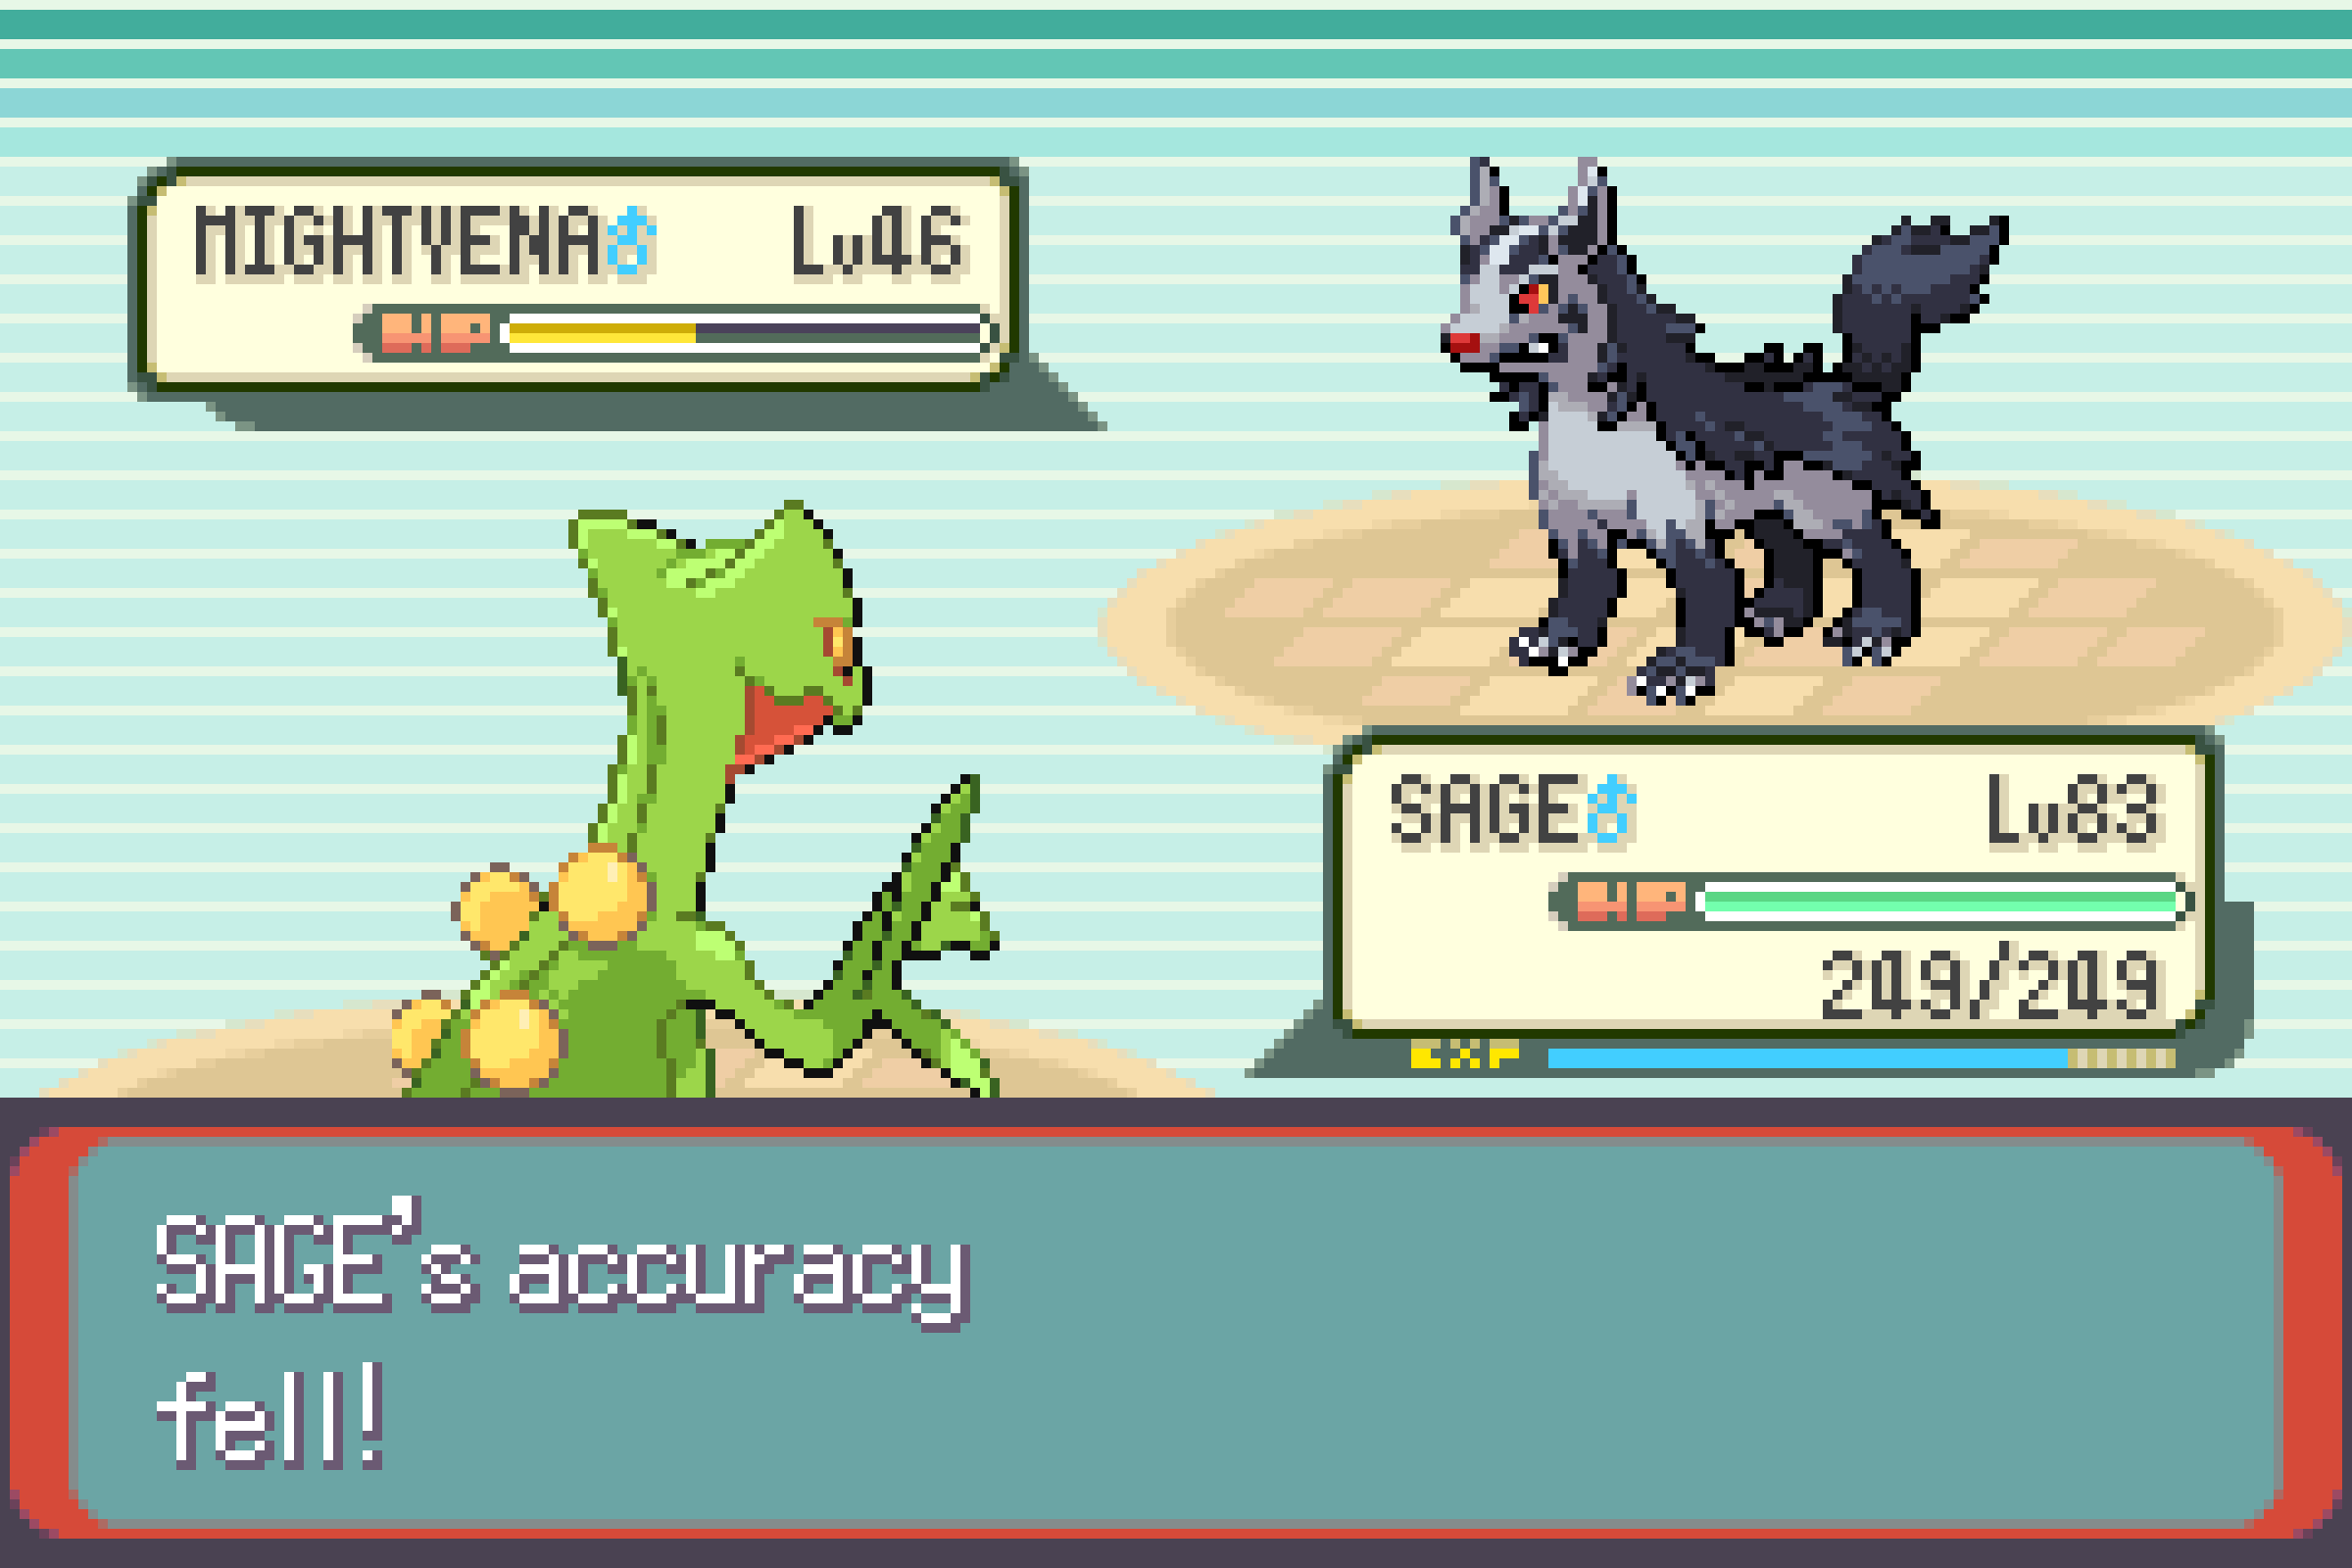 MIGHTYENA♂ Lv46
HP
SAGE♂ Lv83
HP
249/249
EXP
SAGE's accuracy
fell!